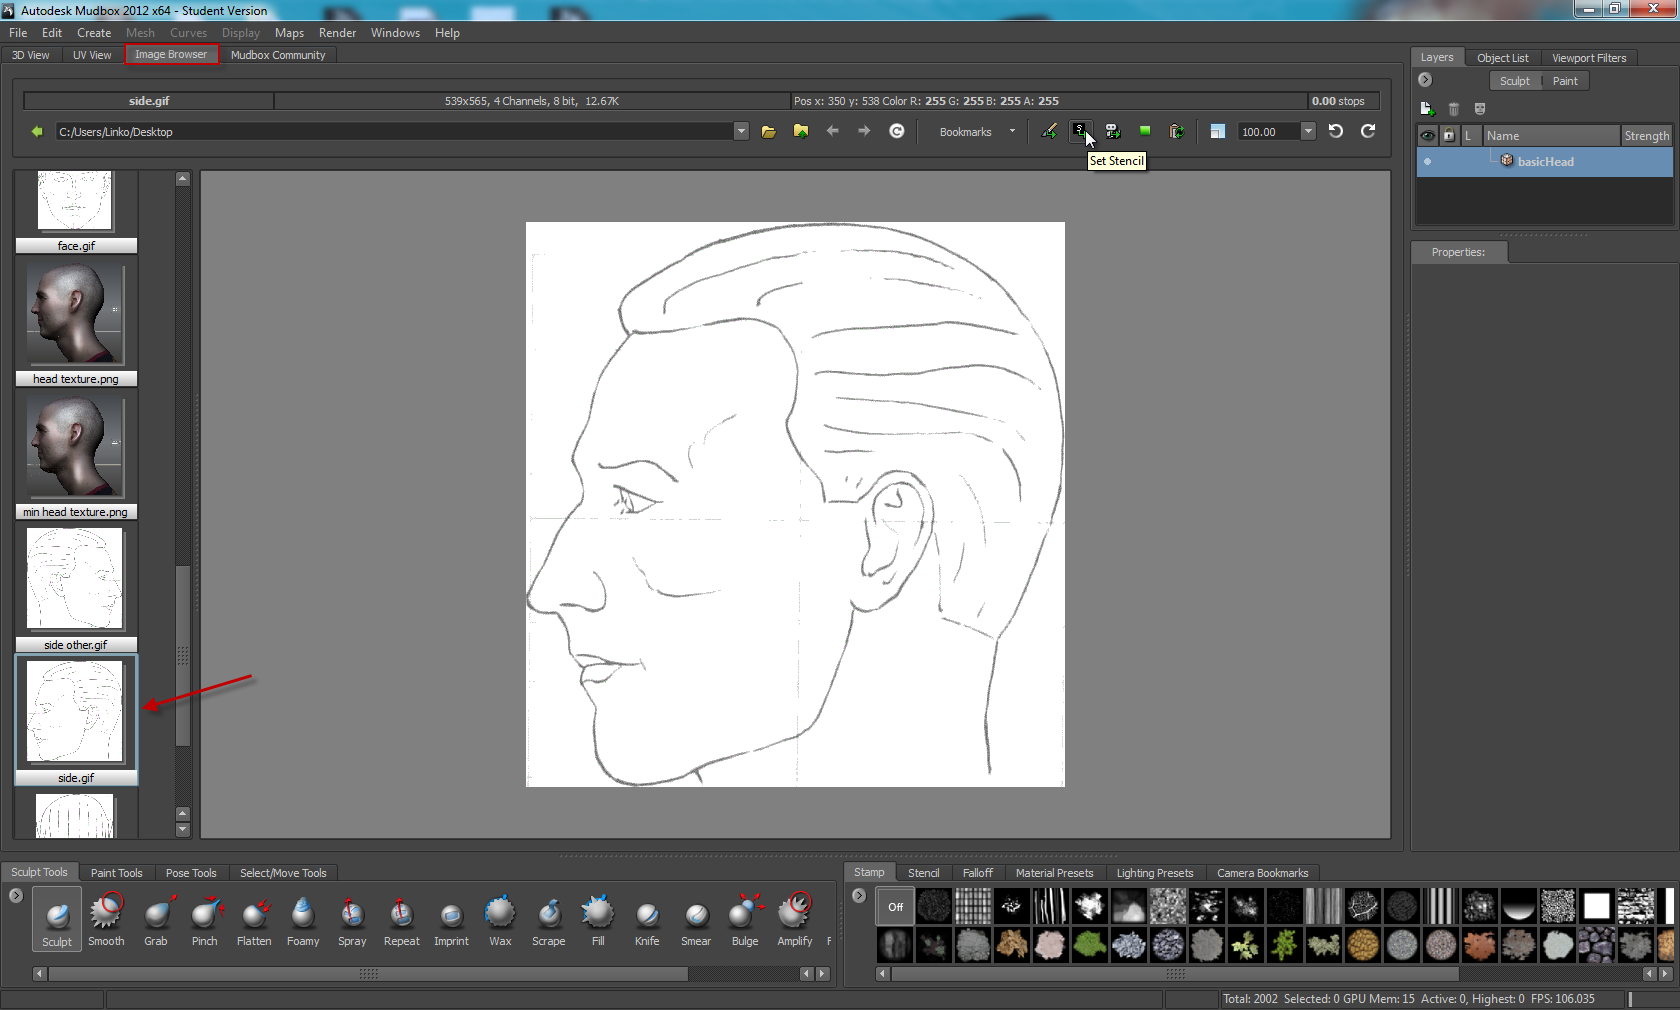 Autodesk Mudbox 2012 x64 - Student Version
File Edit Create Mesh Curves Display Maps Render Windows Help
3D View UV View Image Browser Mudbox Community
side.gif 539x565, 4 Channels, 8 bit, 12.67K Pos x: 350 y: 538 Color R: 255 G: 255 B: 255 A: 255 0.00 stops
C:/Users/Linko/Desktop Bookmarks S 100.00
Set Stencil
face.gif
head texture.png
min head texture.png
side other.gif
side.gif
Layers Object List Viewport Filters
Sculpt Paint
L Name Strength
basicHead
Properties:
Sculpt Tools Paint Tools Pose Tools Select/Move Tools
Sculpt Smooth Grab Pinch Flatten Foamy Spray Repeat Imprint Wax Scrape Fill Knife Smear Bulge Amplify F
Stamp Stencil Falloff Material Presets Lighting Presets Camera Bookmarks
Off
Total: 2002 Selected: 0 GPU Mem: 15 Active: 0, Highest: 0 FPS: 106.035